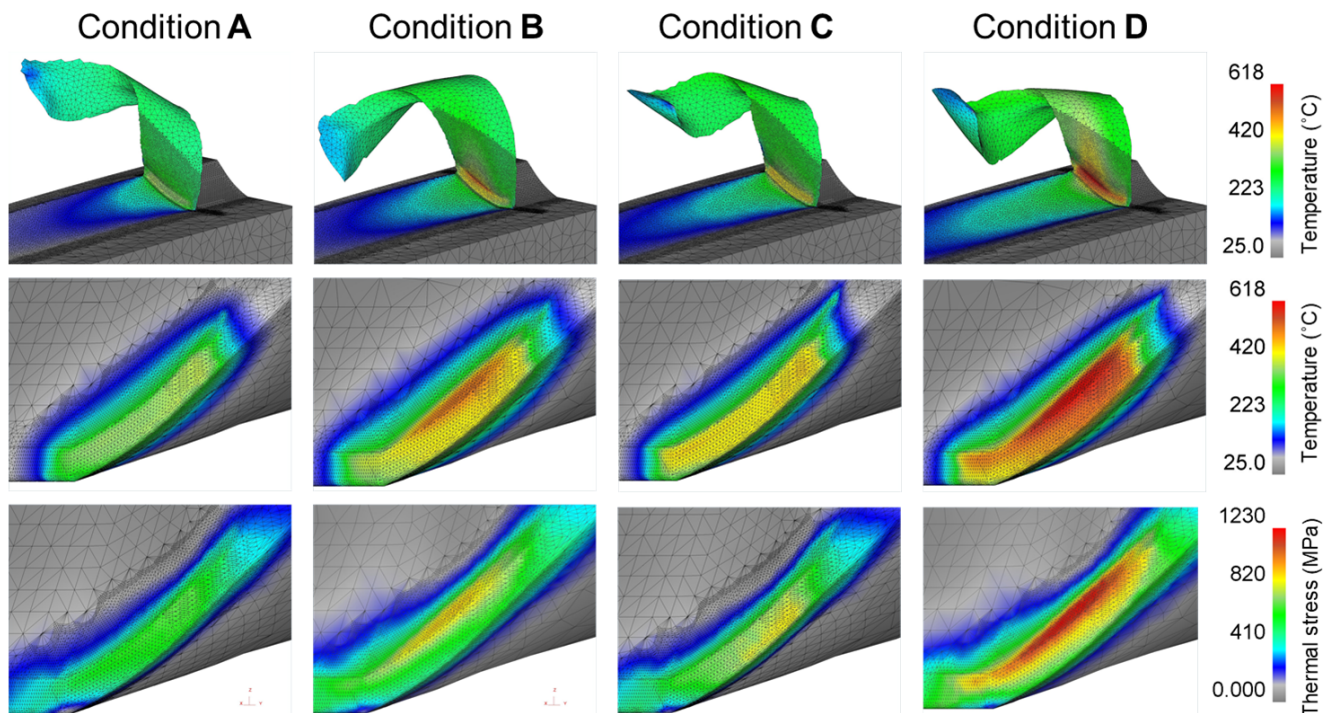 Condition A
Condition B
Condition C
Condition D
618
420
223
25.0
Temperature (˚C)
618
420
223
25.0
Temperature (˚C)
1230
820
410
0.000
Thermal stress (MPa)